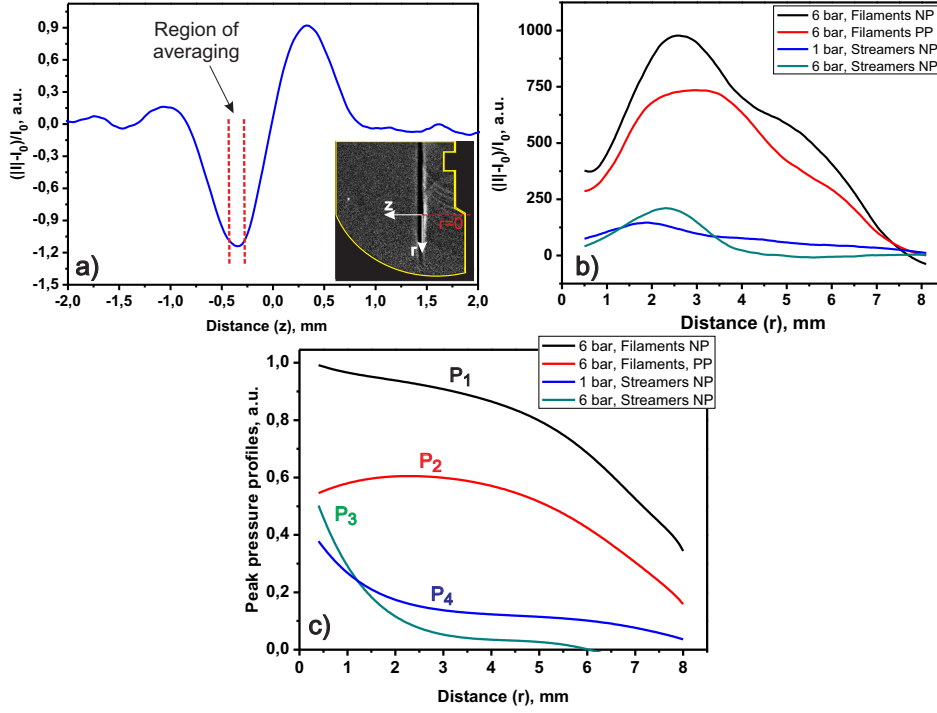 Region of
averaging
(|I|-I₀)/I₀, a.u.
0,9
0,6
0,3
0,0
-0,3
-0,6
-0,9
-1,2
-1,5
-2,0 -1,5 -1,0 -0,5 0,0 0,5 1,0 1,5 2,0
Distance (z), mm
a)
z
r=0
r
6 bar, Filaments NP
6 bar, Filaments PP
1 bar, Streamers NP
6 bar, Streamers NP
(|I|-I₀)/I₀, a.u.
1000
750
500
250
0
0 1 2 3 4 5 6 7 8
Distance (r), mm
b)
6 bar, Filaments NP
6 bar, Filaments, PP
1 bar, Streamers NP
6 bar, Streamers NP
Peak pressure profiles, a.u.
1,0
0,8
0,6
0,4
0,2
0,0
P₁
P₂
P₃
P₄
c)
0 1 2 3 4 5 6 7 8
Distance (r), mm